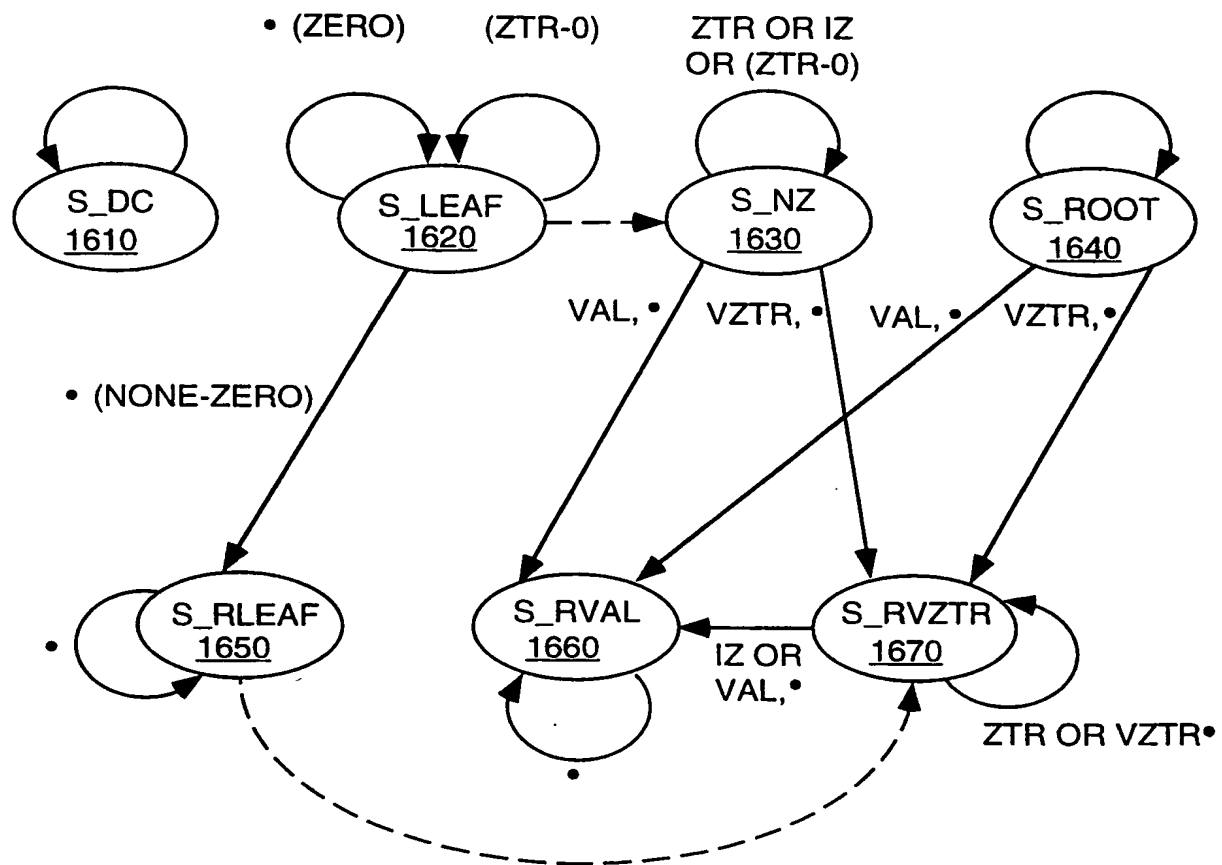 • (ZERO)
(ZTR-0)
ZTR OR IZ
OR (ZTR-0)
S_DC
1610
S_LEAF
1620
S_NZ
1630
S_ROOT
1640
VAL, •
VZTR, •
VAL, •
VZTR, •
• (NONE-ZERO)
S_RLEAF
1650
S_RVAL
1660
S_RVZTR
1670
•
IZ OR
VAL, •
ZTR OR VZTR•
•